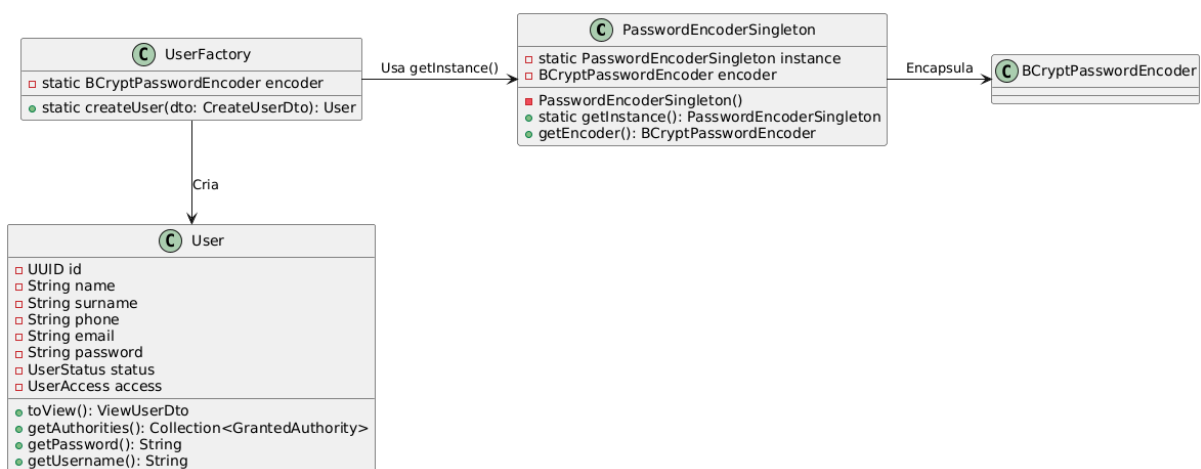 C UserFactory
static BCryptPasswordEncoder encoder
static createUser(dto: CreateUserDto): User
Usa getInstance()
C PasswordEncoderSingleton
static PasswordEncoderSingleton instance
BCryptPasswordEncoder encoder
PasswordEncoderSingleton()
static getInstance(): PasswordEncoderSingleton
getEncoder(): BCryptPasswordEncoder
Encapsula
C BCryptPasswordEncoder
Cria
C User
UUID id
String name
String surname
String phone
String email
String password
UserStatus status
UserAccess access
toView(): ViewUserDto
getAuthorities(): Collection<GrantedAuthority>
getPassword(): String
getUsername(): String